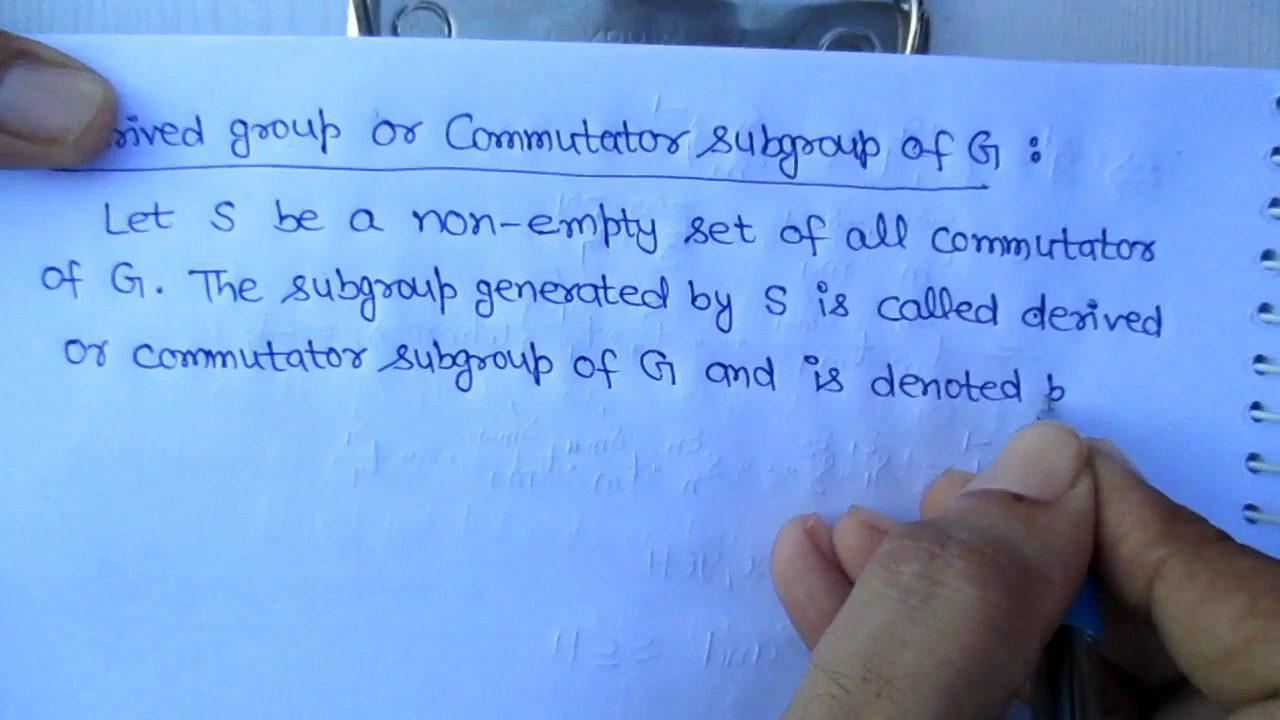 rived group or Commutator subgroup of G :
Let S be a non-empty set of all commutator
of G. The subgroup generated by S is called derived
or commutator subgroup of G and is denoted b